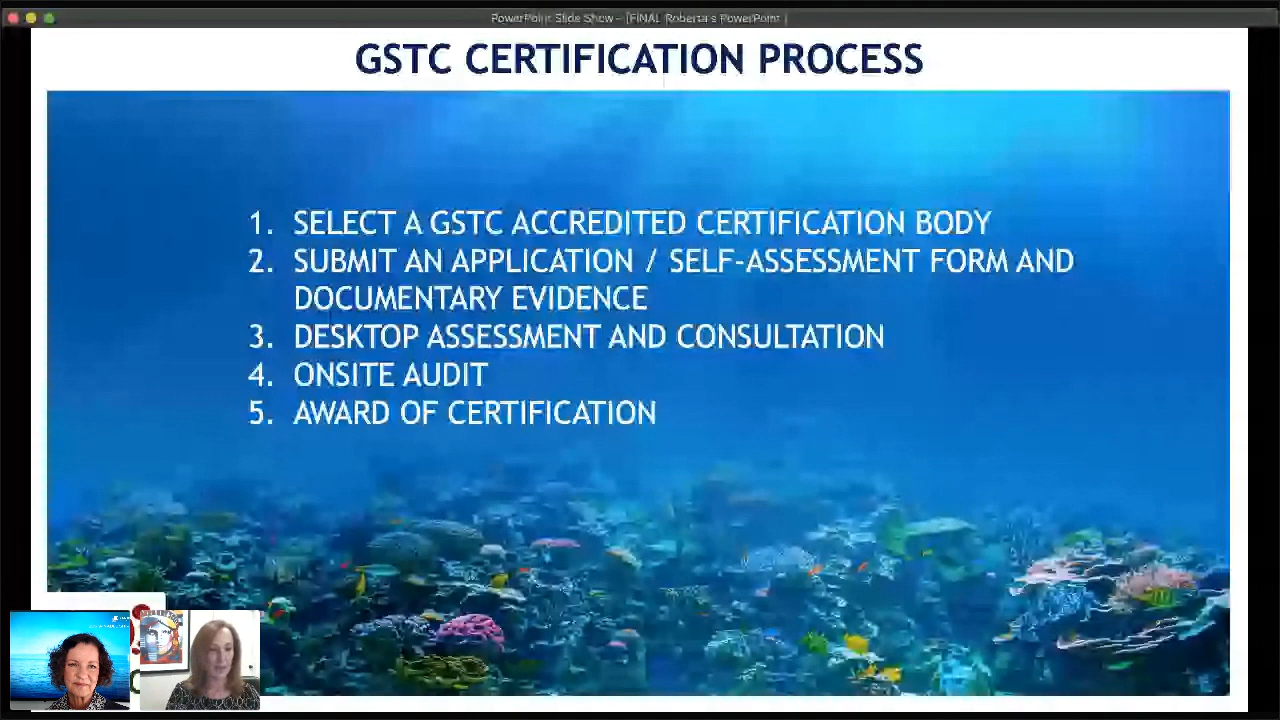 PowerPoint Slide Show - [FINAL Roberta's PowerPoint ]
GSTC CERTIFICATION PROCESS
1. SELECT A GSTC ACCREDITED CERTIFICATION BODY
2. SUBMIT AN APPLICATION / SELF-ASSESSMENT FORM AND
DOCUMENTARY EVIDENCE
3. DESKTOP ASSESSMENT AND CONSULTATION
4. ONSITE AUDIT
5. AWARD OF CERTIFICATION